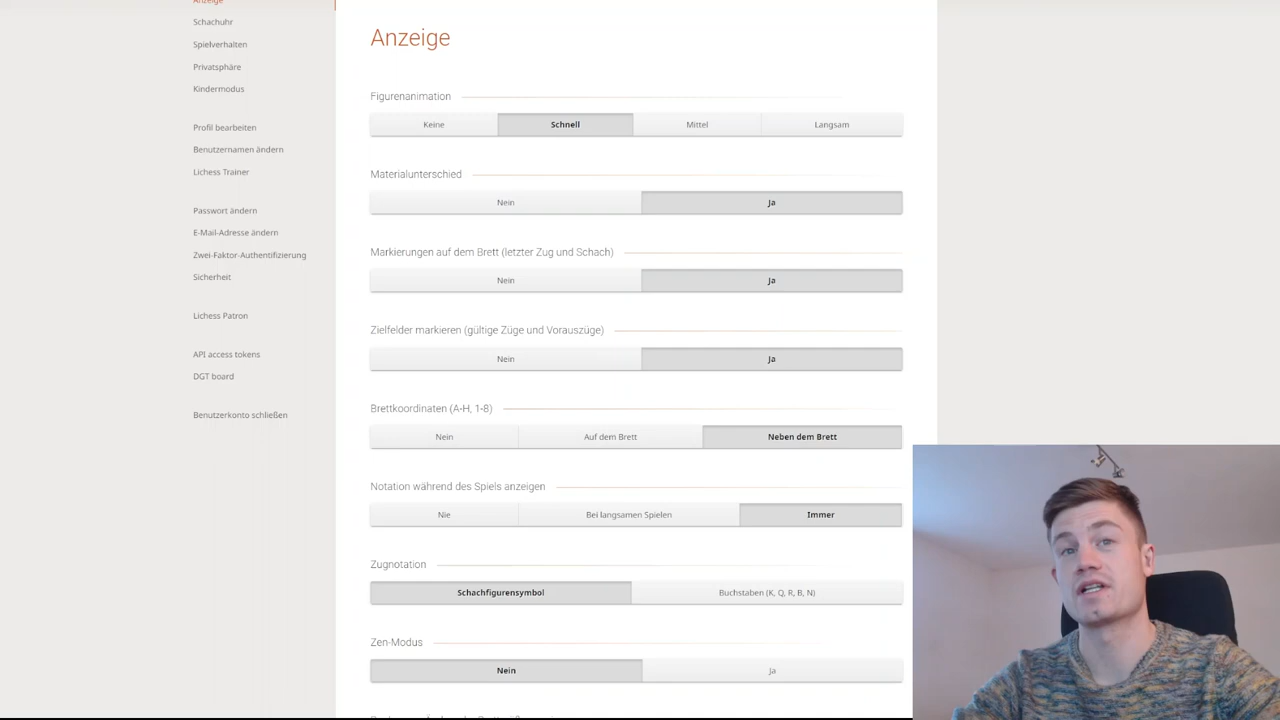 Anzeige
Schachuhr
Spielverhalten
Privatsphäre
Kindermodus
Profil bearbeiten
Benutzernamen ändern
Lichess Trainer
Passwort ändern
E-Mail-Adresse ändern
Zwei-Faktor-Authentifizierung
Sicherheit
Lichess Patron
API access tokens
DGT board
Benutzerkonto schließen
Anzeige
Figurenanimation
Keine Schnell Mittel Langsam
Materialunterschied
Nein Ja
Markierungen auf dem Brett (letzter Zug und Schach)
Nein Ja
Zielfelder markieren (gültige Züge und Vorauszüge)
Nein Ja
Brettkoordinaten (A-H, 1-8)
Nein Auf dem Brett Neben dem Brett
Notation während des Spiels anzeigen
Nie Bei langsamen Spielen Immer
Zugnotation
Schachfigurensymbol Buchstaben (K, Q, R, B, N)
Zen-Modus
Nein Ja